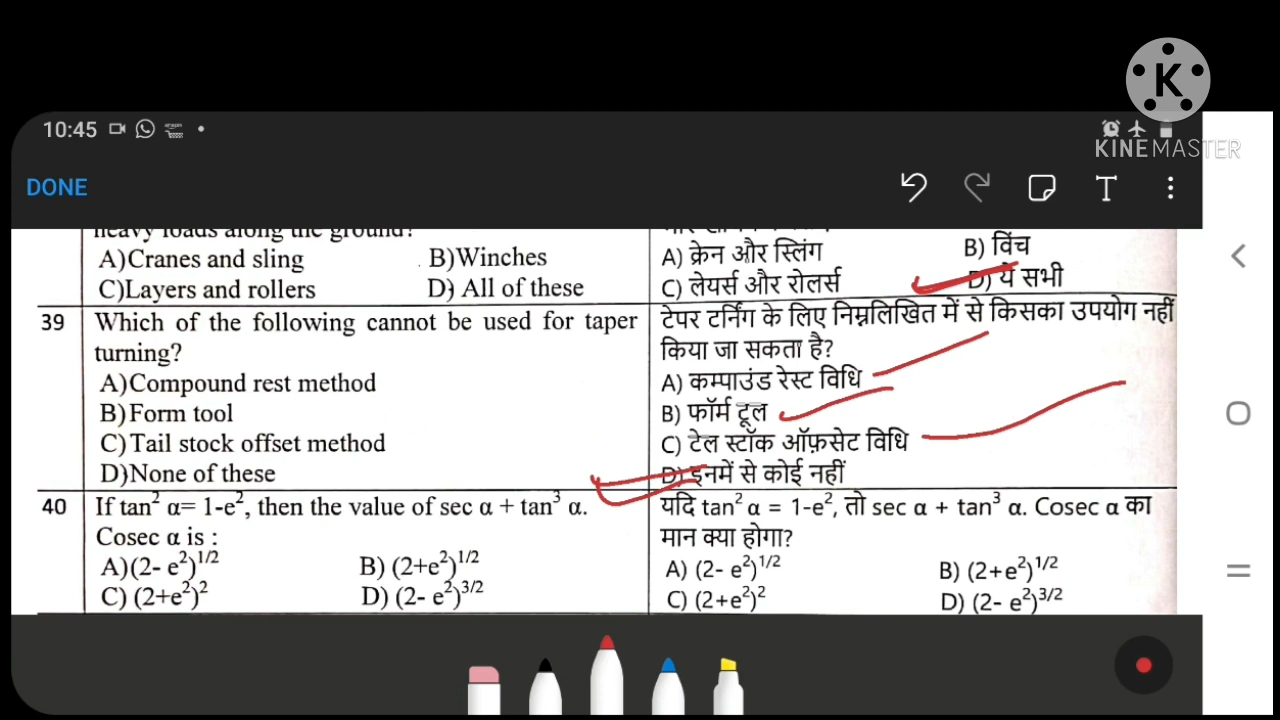 K
KINEMASTER
10:45
DONE
T
heavy loads along the ground?
A)Cranes and sling B)Winches
C)Layers and rollers D) All of these
A) क्रेन और स्लिंग B) विंच
C) लेयर्स और रोलर्स D) ये सभी
39 Which of the following cannot be used for taper
turning?
A)Compound rest method
B)Form tool
C)Tail stock offset method
D)None of these
टेपर टर्निंग के लिए निम्नलिखित में से किसका उपयोग नहीं
किया जा सकता है?
A) कम्पाउंड रेस्ट विधि
B) फॉर्म टूल
C) टेल स्टॉक ऑफ़सेट विधि
D) इनमें से कोई नहीं
40 If tan² α= 1-e², then the value of sec α + tan³ α.
Cosec α is :
A)(2- e²)^1/2 B) (2+e²)^1/2
C) (2+e²)² D) (2- e²)^3/2
यदि tan² α = 1-e², तो sec α + tan³ α. Cosec α का
मान क्या होगा?
A) (2- e²)^1/2 B) (2+e²)^1/2
C) (2+e²)² D) (2- e²)^3/2